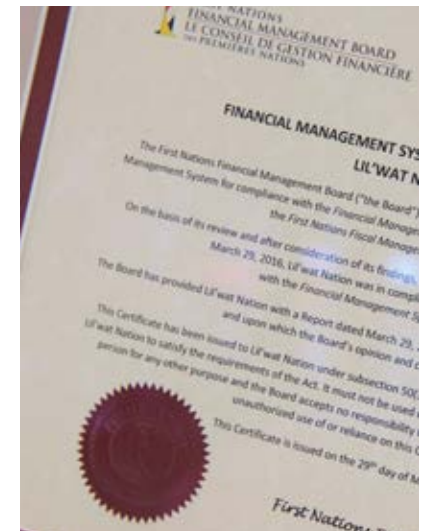 NATIONS
FINANCIAL MANAGEMENT BOARD
LE CONSEIL DE GESTION FINANCIÈRE
DES PREMIÈRES NATIONS
FINANCIAL MANAGEMENT SYS
LIL'WAT N
The First Nations Financial Management Board ("the Board")
Management System for compliance with the Financial Manage
the First Nations Fiscal Manage
On the basis of its review and after consideration of its findings,
March 29, 2016, Lil'wat Nation was in compl
with the Financial Management S
The Board has provided Lil'wat Nation with a Report dated March 29, 2
and upon which the Board's opinion and c
This Certificate has been issued to Lil'wat Nation under subsection 50(
Lil'wat Nation to satisfy the requirements of the Act. It must not be used
person for any other purpose and the Board accepts no responsibility
unauthorized use of or reliance on this C
This Certificate is issued on the 29th day of M
First Nations F